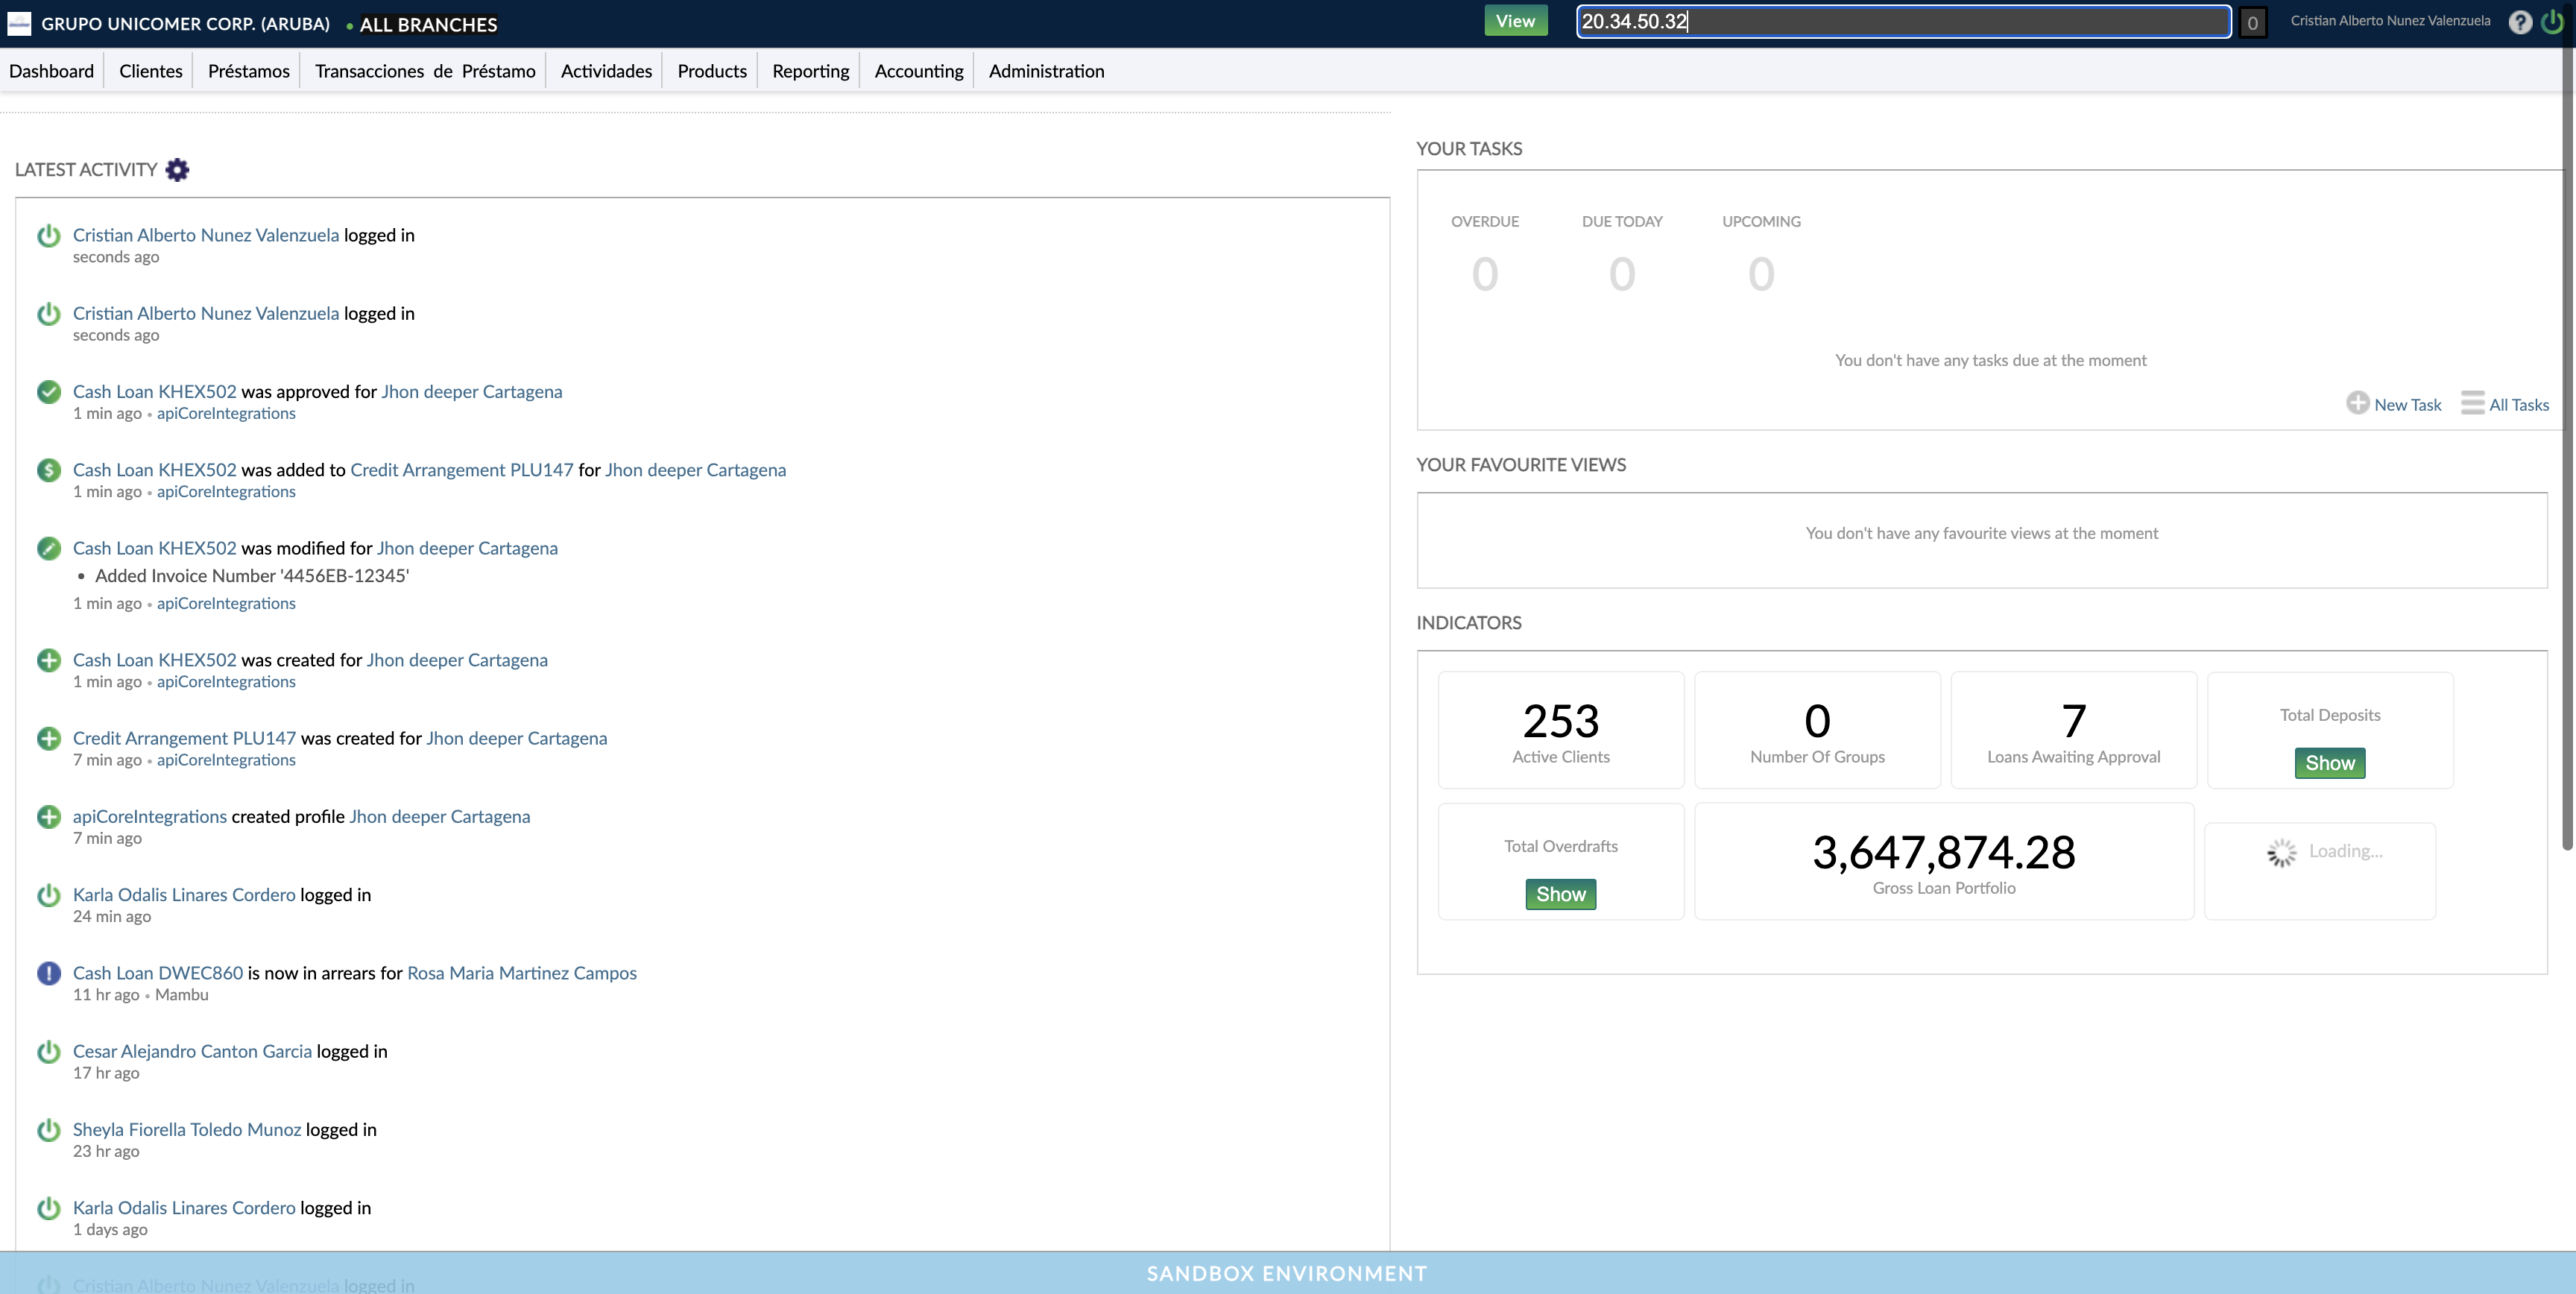 GRUPO UNICOMER CORP. (ARUBA) • ALL BRANCHES
View
20.34.50.32
0
Cristian Alberto Nunez Valenzuela
?
Dashboard
Clientes
Préstamos
Transacciones de Préstamo
Actividades
Products
Reporting
Accounting
Administration
LATEST ACTIVITY
Cristian Alberto Nunez Valenzuela logged in
seconds ago
Cristian Alberto Nunez Valenzuela logged in
seconds ago
Cash Loan KHEX502 was approved for Jhon deeper Cartagena
1 min ago • apiCoreIntegrations
Cash Loan KHEX502 was added to Credit Arrangement PLU147 for Jhon deeper Cartagena
1 min ago • apiCoreIntegrations
Cash Loan KHEX502 was modified for Jhon deeper Cartagena
• Added Invoice Number '4456EB-12345'
1 min ago • apiCoreIntegrations
Cash Loan KHEX502 was created for Jhon deeper Cartagena
1 min ago • apiCoreIntegrations
Credit Arrangement PLU147 was created for Jhon deeper Cartagena
7 min ago • apiCoreIntegrations
apiCoreIntegrations created profile Jhon deeper Cartagena
7 min ago
Karla Odalis Linares Cordero logged in
24 min ago
Cash Loan DWEC860 is now in arrears for Rosa Maria Martinez Campos
11 hr ago • Mambu
Cesar Alejandro Canton Garcia logged in
17 hr ago
Sheyla Fiorella Toledo Munoz logged in
23 hr ago
Karla Odalis Linares Cordero logged in
1 days ago
Cristian Alberto Nunez Valenzuela logged in
YOUR TASKS
OVERDUE
DUE TODAY
UPCOMING
0
0
0
You don't have any tasks due at the moment
New Task
All Tasks
YOUR FAVOURITE VIEWS
You don't have any favourite views at the moment
INDICATORS
253
Active Clients
0
Number Of Groups
7
Loans Awaiting Approval
Total Deposits
Show
Total Overdrafts
Show
3,647,874.28
Gross Loan Portfolio
Loading...
SANDBOX ENVIRONMENT